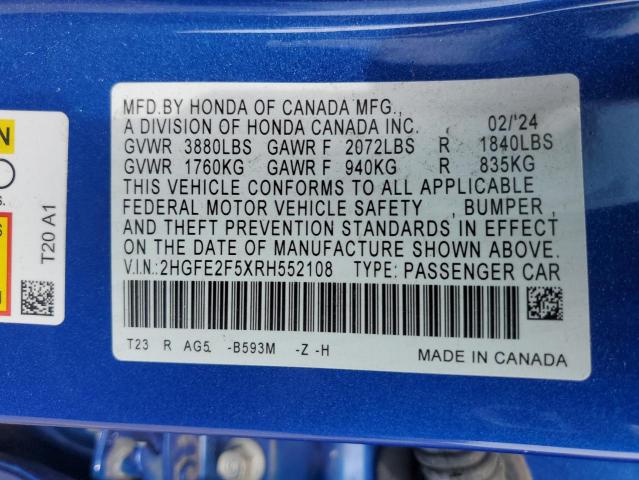 MFD.BY HONDA OF CANADA MFG.,
A DIVISION OF HONDA CANADA INC. , 02/'24
GVWR 3880LBS GAWR F 2072LBS R 1840LBS
GVWR 1760KG GAWR F 940KG R 835KG
THIS VEHICLE CONFORMS TO ALL APPLICABLE
FEDERAL MOTOR VEHICLE SAFETY , BUMPER ,
AND THEFT PREVENTION STANDARDS IN EFFECT
ON THE DATE OF MANUFACTURE SHOWN ABOVE.
V.I.N.: 2HGFE2F5XRH552108 TYPE: PASSENGER CAR
T23 R AG5. -B593M -Z -H
MADE IN CANADA
T20 A1
N
S.
S